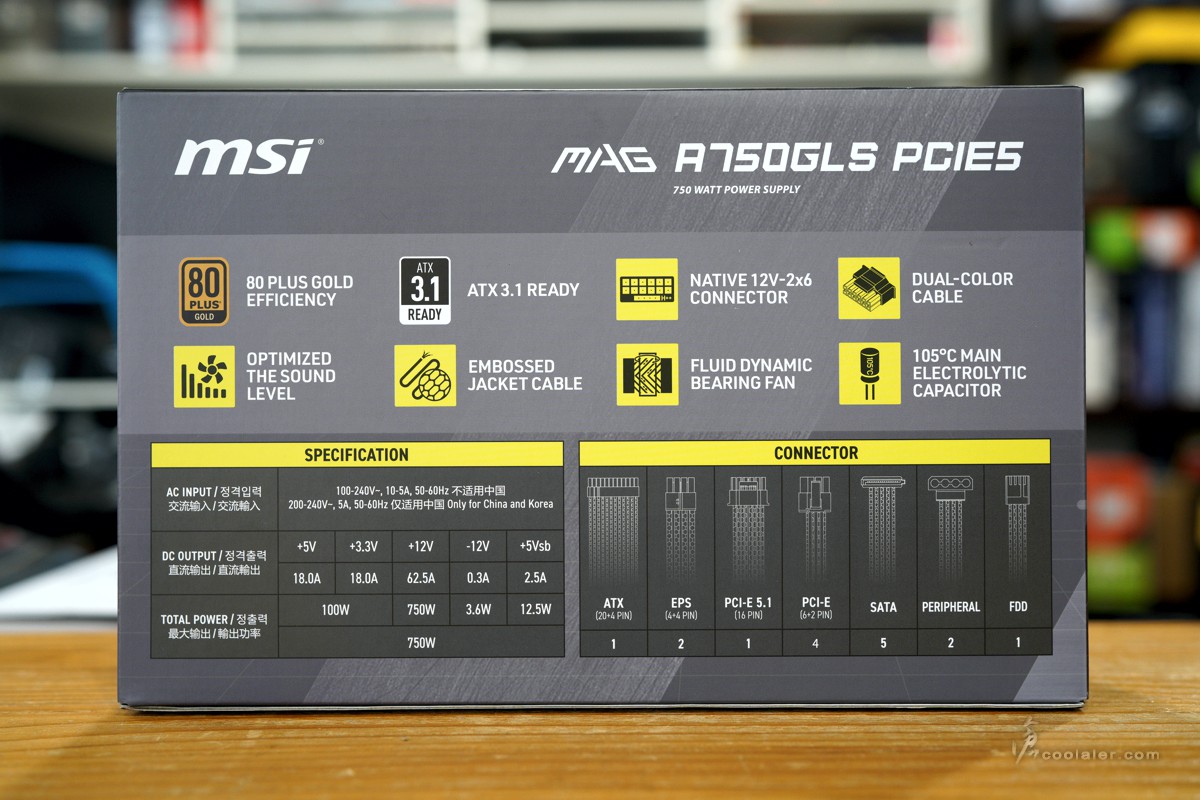 msi®
MAG A750GLS PCIE5
750 WATT POWER SUPPLY
80
PLUS
GOLD
80 PLUS GOLD
EFFICIENCY
ATX
3.1
READY
ATX 3.1 READY
H++
NATIVE 12V-2x6
CONNECTOR
DUAL-COLOR
CABLE
OPTIMIZED
THE SOUND
LEVEL
EMBOSSED
JACKET CABLE
FLUID DYNAMIC
BEARING FAN
105°C
105°C MAIN
ELECTROLYTIC
CAPACITOR
SPECIFICATION
AC INPUT / 정격입력
交流输入 / 交流輸入
100-240V~, 10-5A, 50-60Hz 不适用中国
200-240V~, 5A, 50-60Hz 仅适用中国 Only for China and Korea
DC OUTPUT / 정격출력
直流输出 / 直流輸出
+5V +3.3V +12V -12V +5Vsb
18.0A 18.0A 62.5A 0.3A 2.5A
TOTAL POWER / 정출력
最大输出 / 輸出功率
100W 750W 3.6W 12.5W
750W
CONNECTOR
ATX EPS PCI-E 5.1 PCI-E SATA PERIPHERAL FDD
(20+4 PIN) (4+4 PIN) (16 PIN) (6+2 PIN)
1 2 1 4 5 2 1
coolaler.com